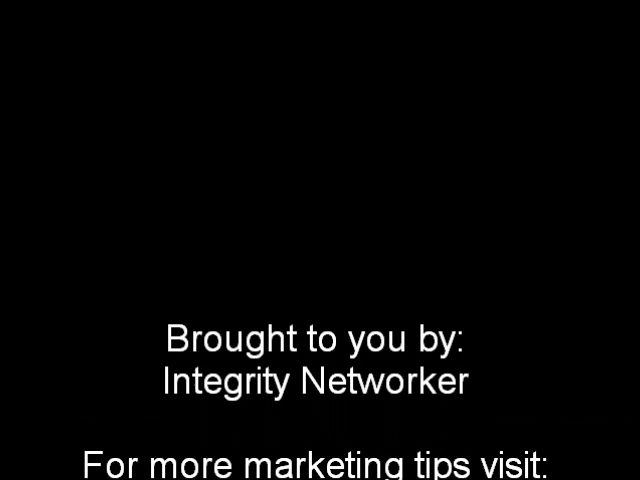 Brought to you by:
Integrity Networker
For more marketing tips visit: